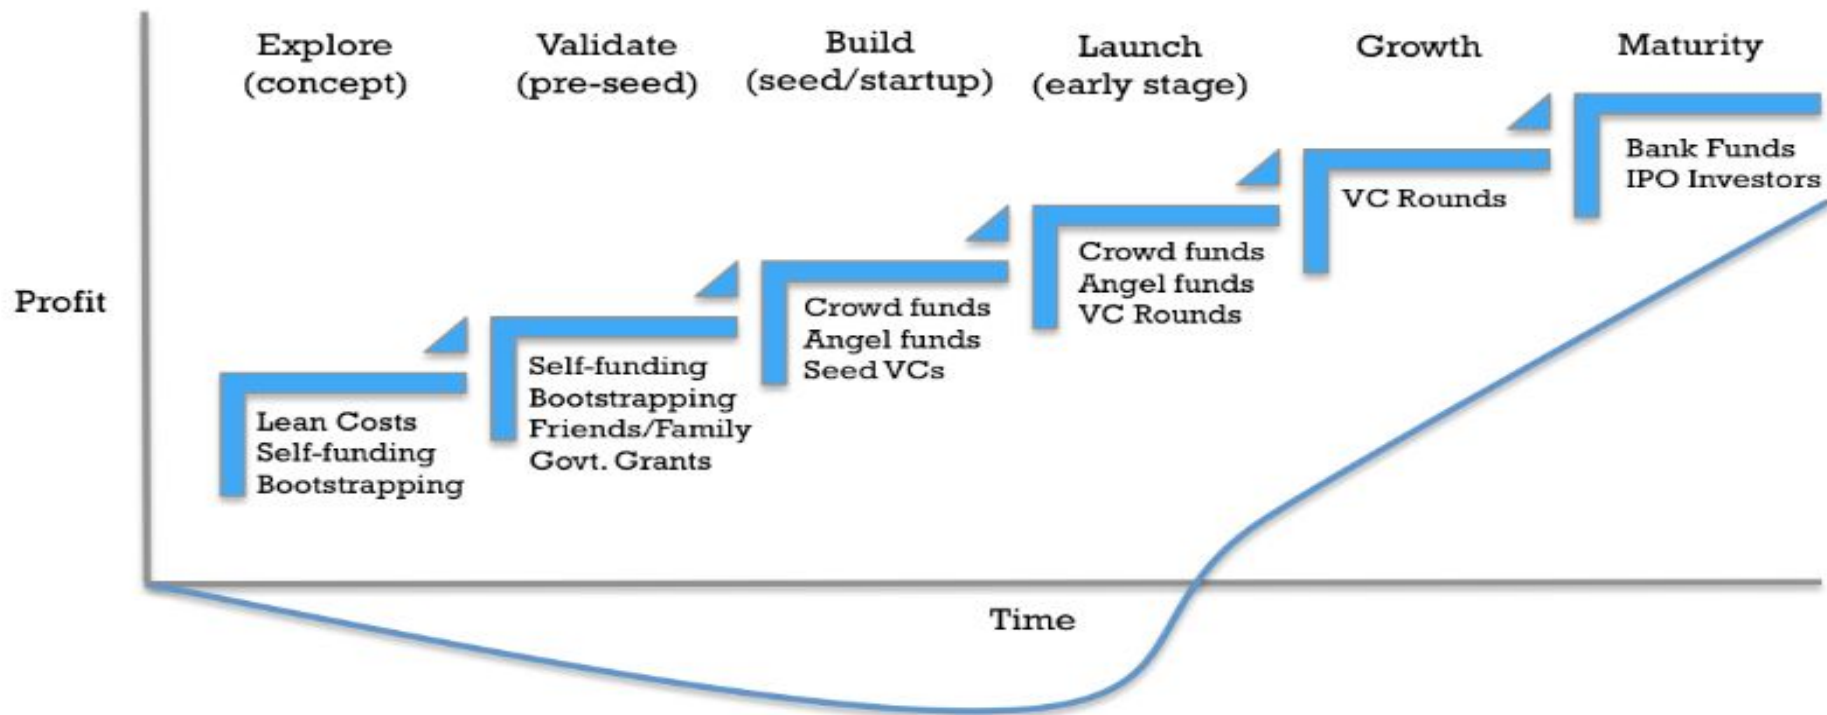 Explore
(concept)
Validate
(pre-seed)
Build
(seed/startup)
Launch
(early stage)
Growth
Maturity
Profit
Lean Costs
Self-funding
Bootstrapping
Self-funding
Bootstrapping
Friends/Family
Govt. Grants
Crowd funds
Angel funds
Seed VCs
Crowd funds
Angel funds
VC Rounds
VC Rounds
Bank Funds
IPO Investors
Time